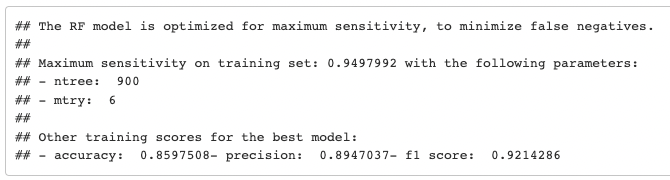 ## The RF model is optimized for maximum sensitivity, to minimize false negatives.
##
## Maximum sensitivity on training set: 0.9497992 with the following parameters:
## - ntree:  900
## - mtry:  6
##
## Other training scores for the best model:
## - accuracy:  0.8597508- precision:  0.8947037- f1 score:  0.9214286